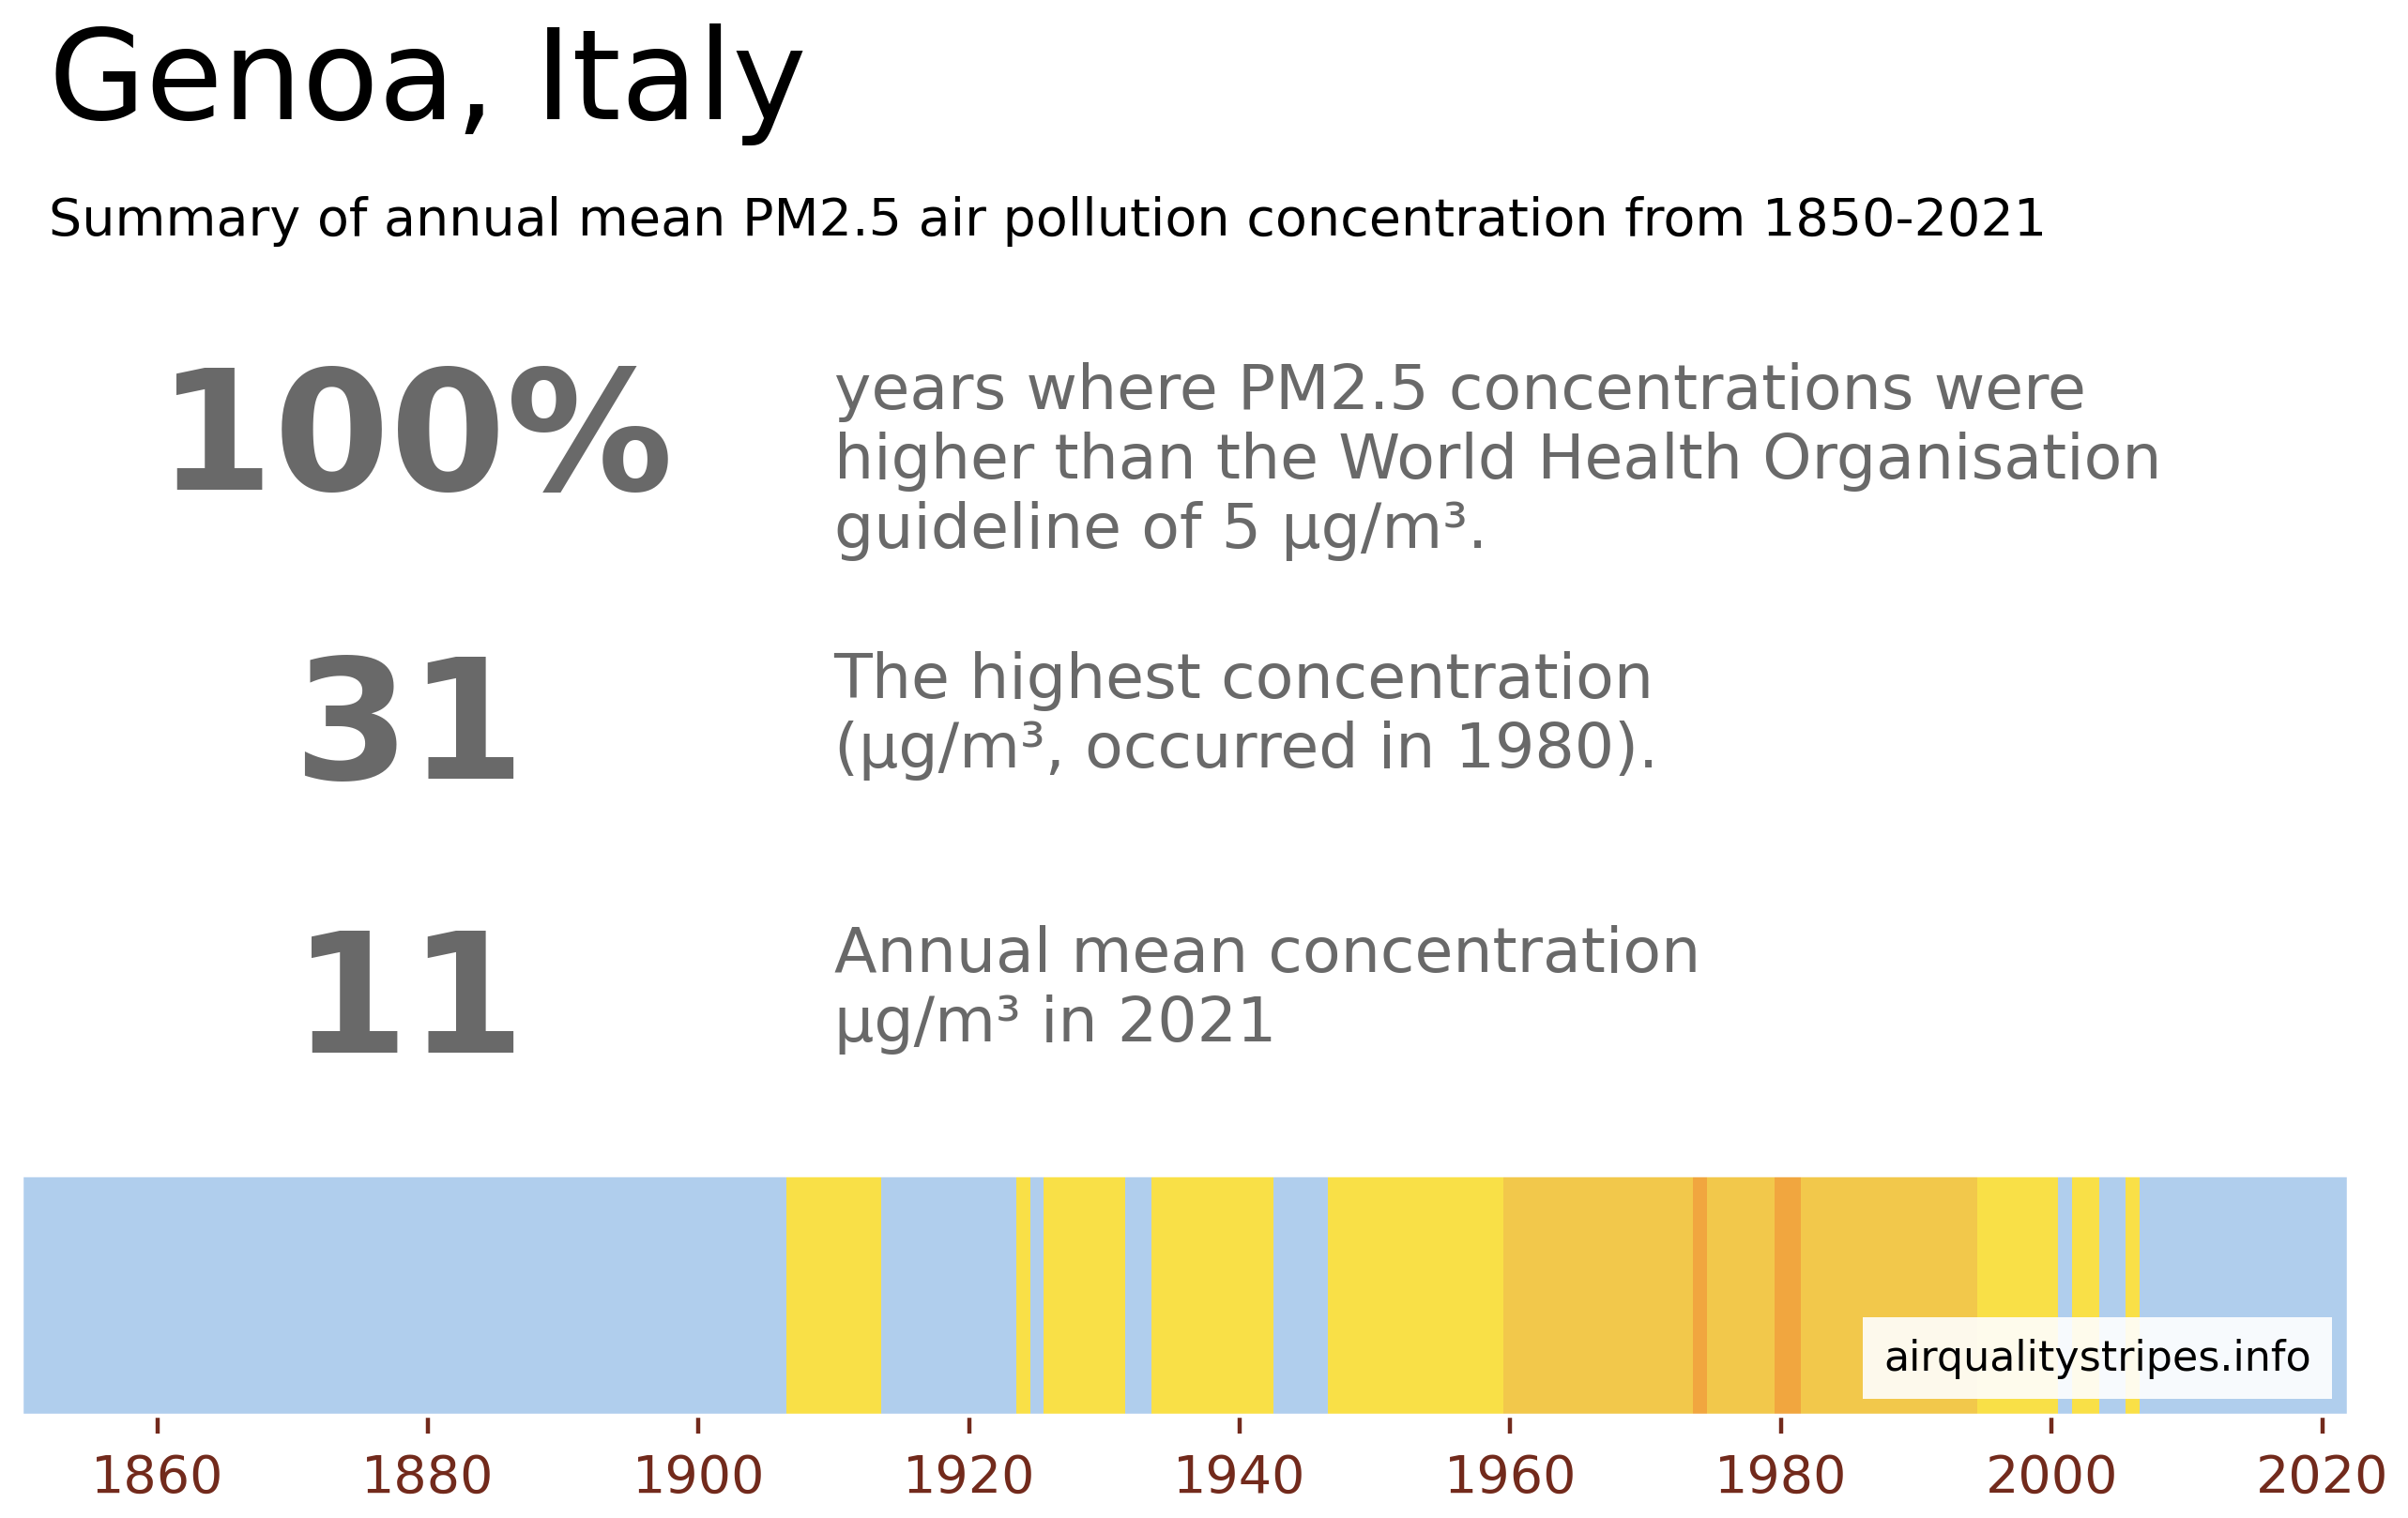 Genoa, Italy
Summary of annual mean PM2.5 air pollution concentration from 1850-2021
100%
years where PM2.5 concentrations were
higher than the World Health Organisation
guideline of 5 µg/m³.
31
The highest concentration
(µg/m³, occurred in 1980).
11
Annual mean concentration
µg/m³ in 2021
airqualitystripes.info
1860 1880 1900 1920 1940 1960 1980 2000 2020